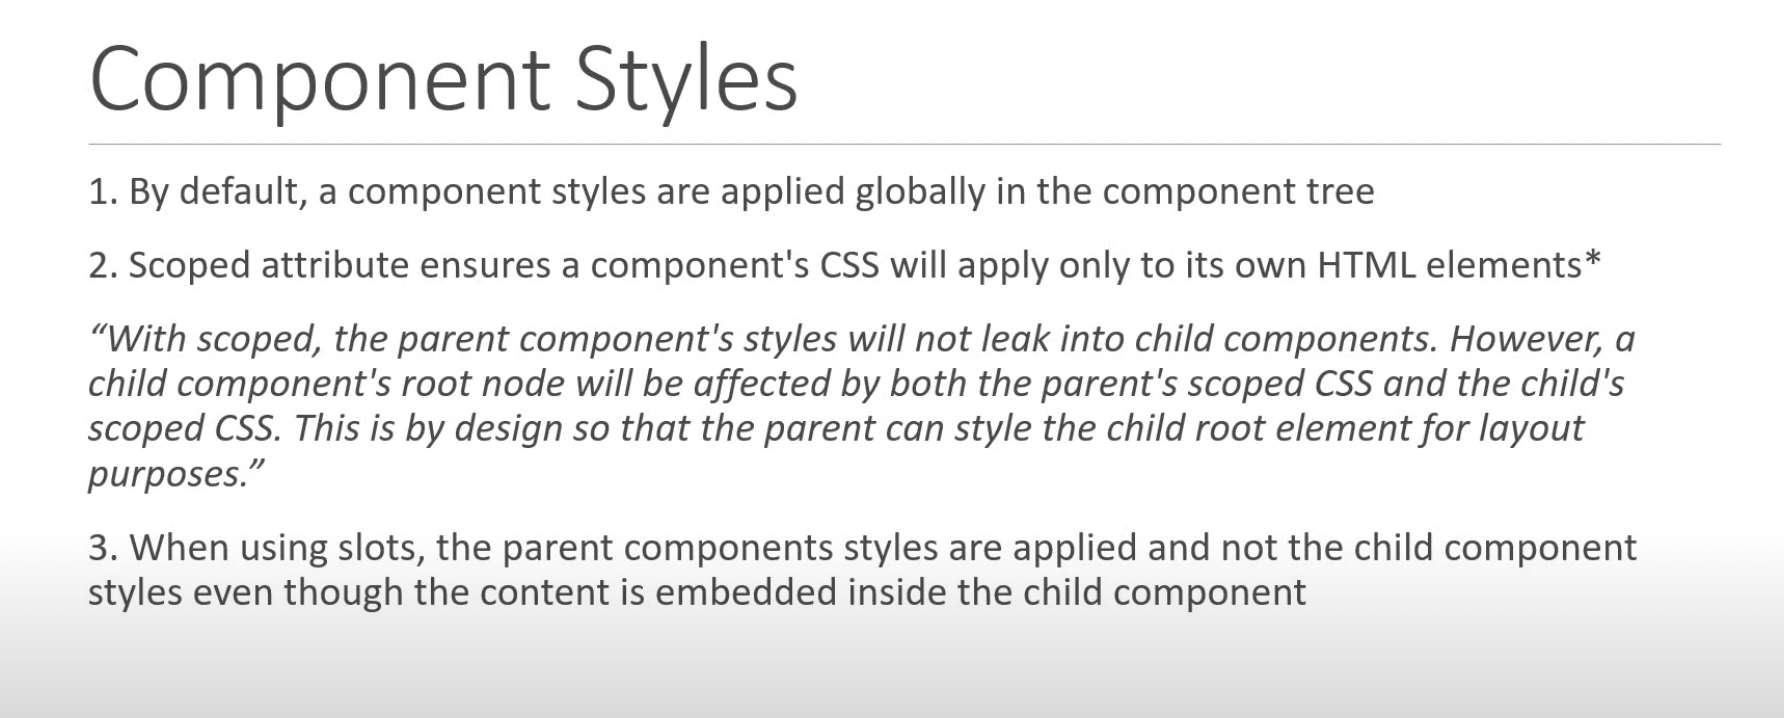 Component Styles
1. By default, a component styles are applied globally in the component tree
2. Scoped attribute ensures a component's CSS will apply only to its own HTML elements*
“With scoped, the parent component's styles will not leak into child components. However, a
child component's root node will be affected by both the parent's scoped CSS and the child's
scoped CSS. This is by design so that the parent can style the child root element for layout
purposes.”
3. When using slots, the parent components styles are applied and not the child component
styles even though the content is embedded inside the child component